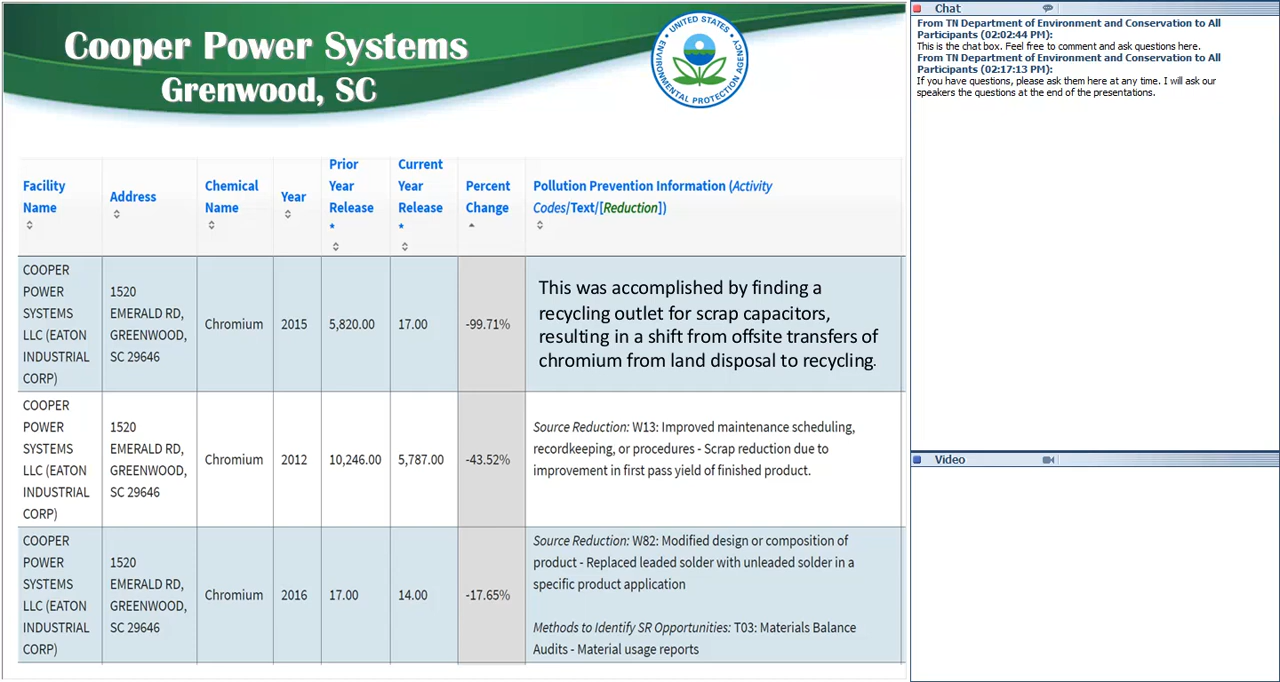 Cooper Power Systems
Grenwood, SC
UNITED STATES
ENVIRONMENTAL PROTECTION AGENCY
Facility
Name
Address
Chemical
Name
Year
Prior
Year
Release
*
Current
Year
Release
*
Percent
Change
Pollution Prevention Information (Activity
Codes/Text/[Reduction])
COOPER
POWER
SYSTEMS
LLC (EATON
INDUSTRIAL
CORP)
1520
EMERALD RD,
GREENWOOD,
SC 29646
Chromium
2015
5,820.00
17.00
-99.71%
This was accomplished by finding a
recycling outlet for scrap capacitors,
resulting in a shift from offsite transfers of
chromium from land disposal to recycling.
COOPER
POWER
SYSTEMS
LLC (EATON
INDUSTRIAL
CORP)
1520
EMERALD RD,
GREENWOOD,
SC 29646
Chromium
2012
10,246.00
5,787.00
-43.52%
Source Reduction: W13: Improved maintenance scheduling,
recordkeeping, or procedures - Scrap reduction due to
improvement in first pass yield of finished product.
COOPER
POWER
SYSTEMS
LLC (EATON
INDUSTRIAL
CORP)
1520
EMERALD RD,
GREENWOOD,
SC 29646
Chromium
2016
17.00
14.00
-17.65%
Source Reduction: W82: Modified design or composition of
product - Replaced leaded solder with unleaded solder in a
specific product application
Methods to Identify SR Opportunities: T03: Materials Balance
Audits - Material usage reports
Chat
From TN Department of Environment and Conservation to All
Participants (02:02:44 PM):
This is the chat box. Feel free to comment and ask questions here.
From TN Department of Environment and Conservation to All
Participants (02:17:13 PM):
If you have questions, please ask them here at any time. I will ask our
speakers the questions at the end of the presentations.
Video